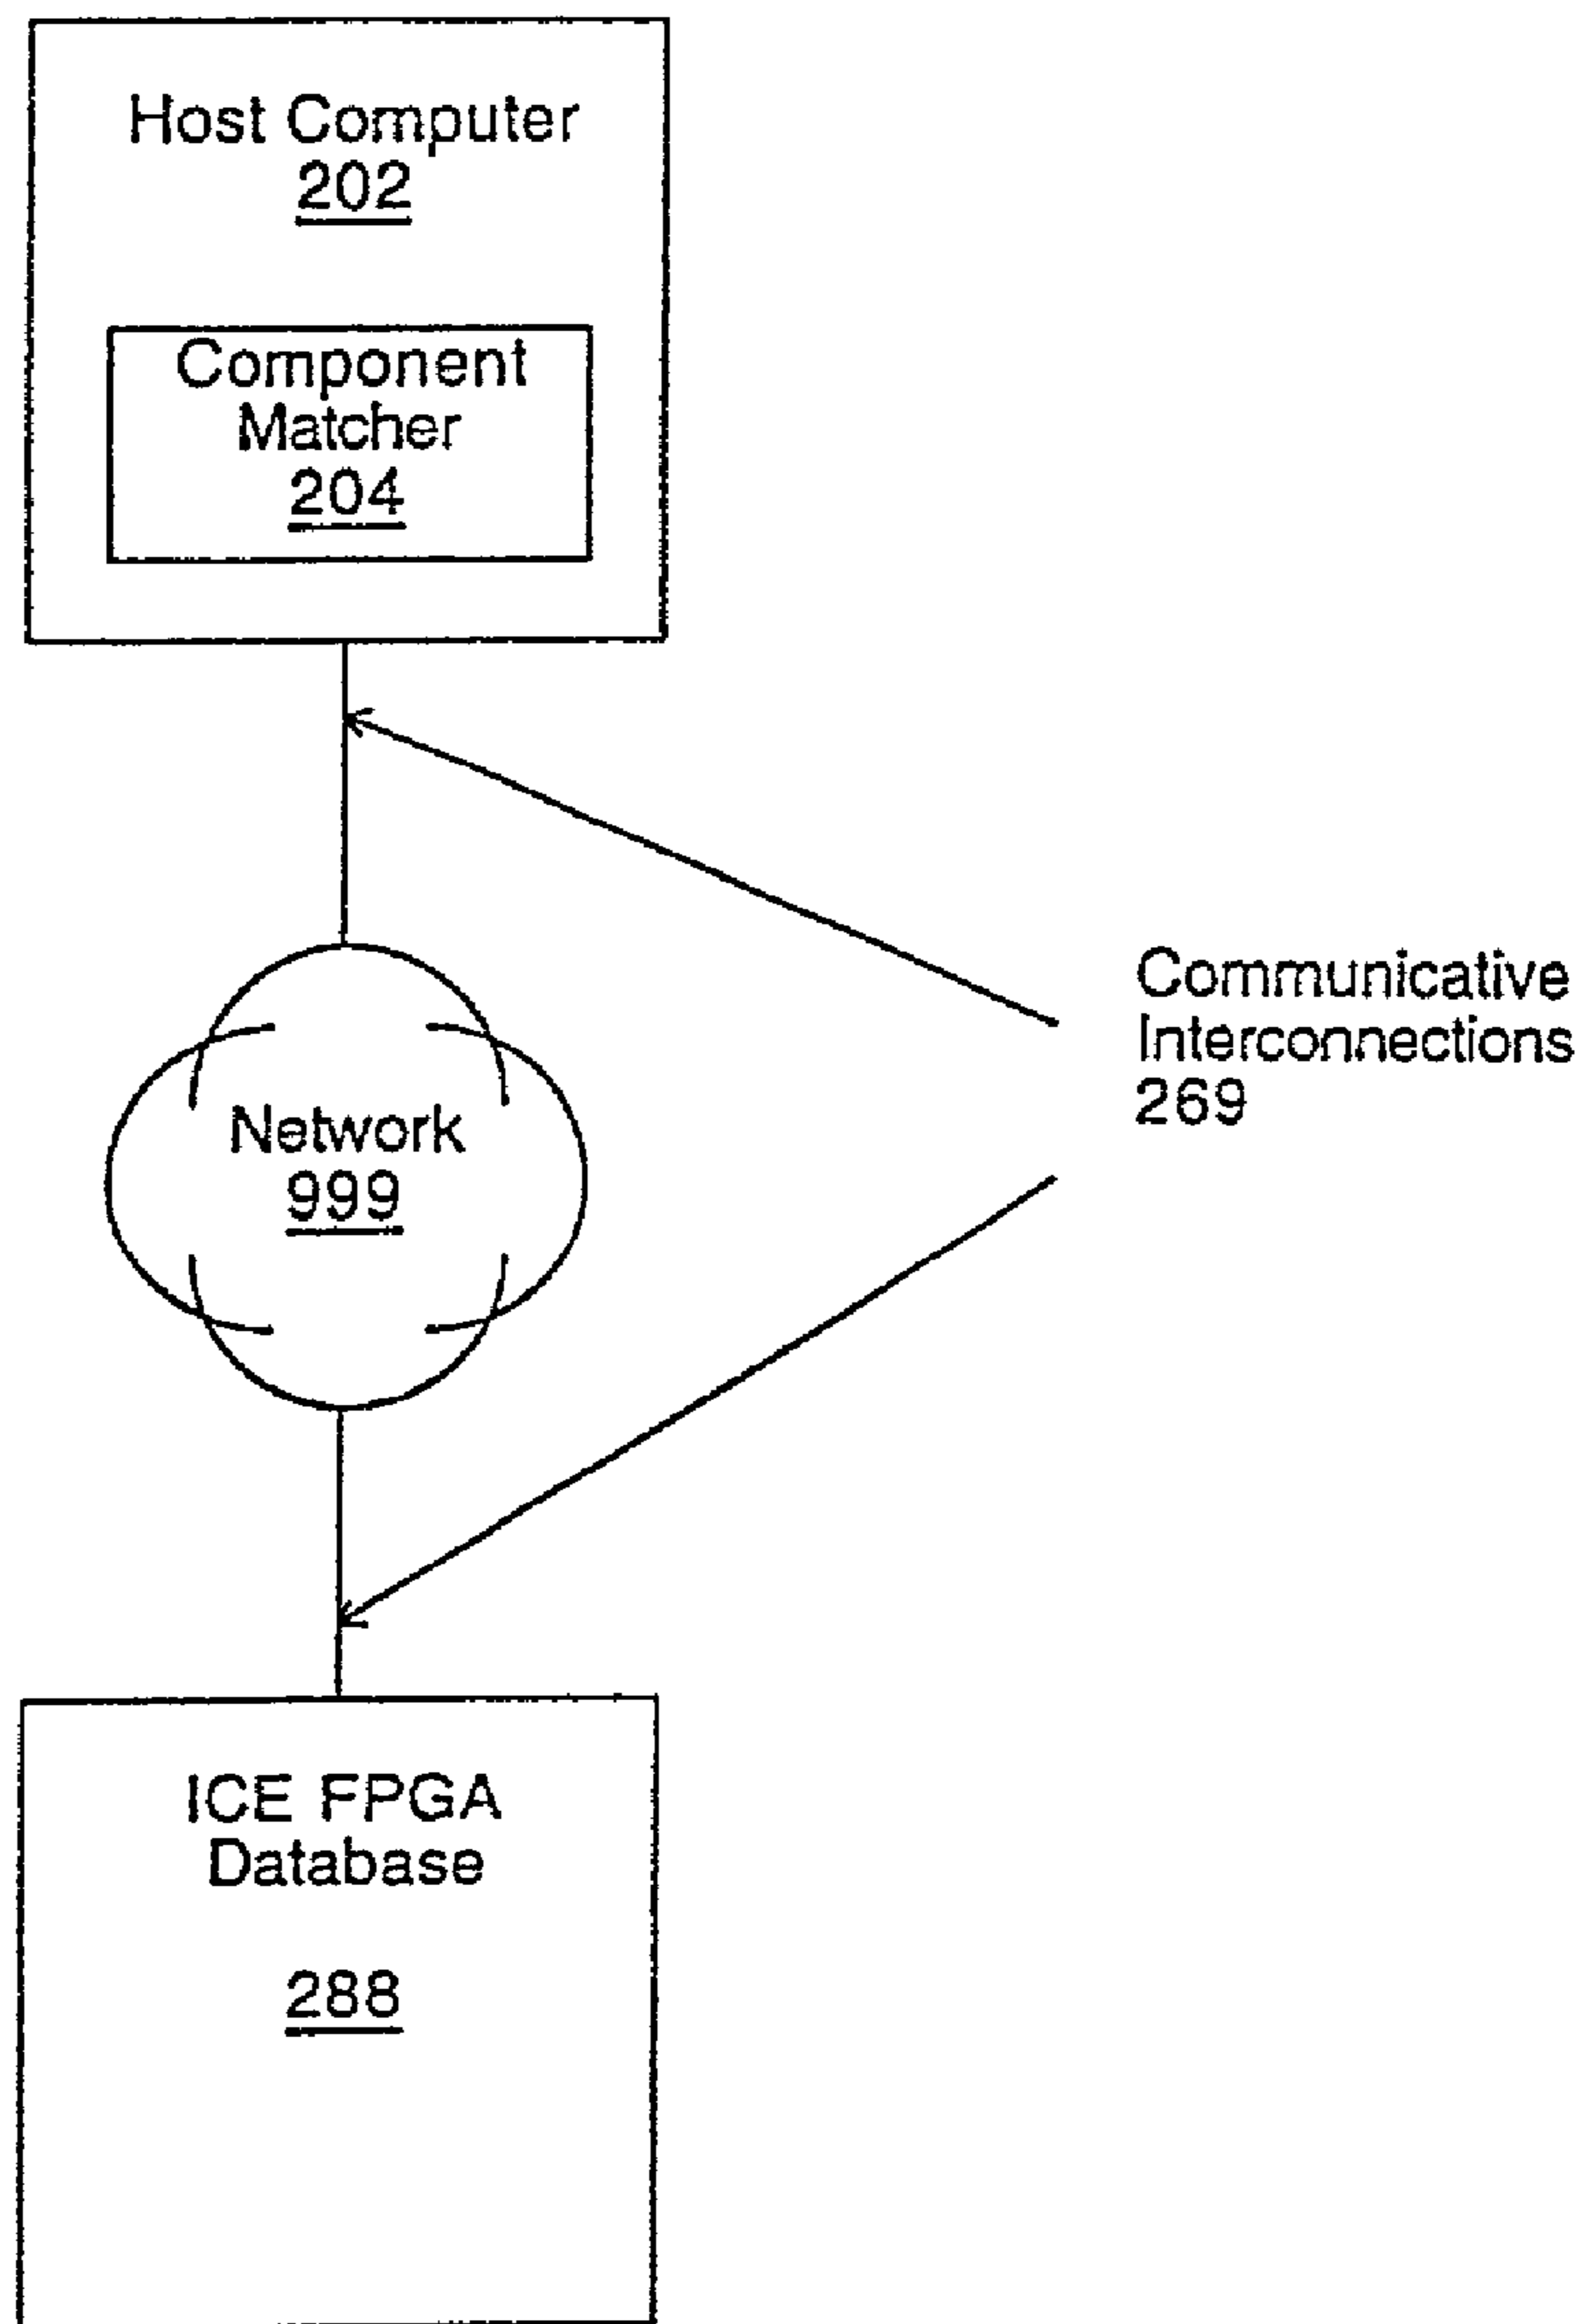 Host Computer
202
Component
Matcher
204
Communicative
Interconnections
269
Network
999
ICE FPGA
Database
288